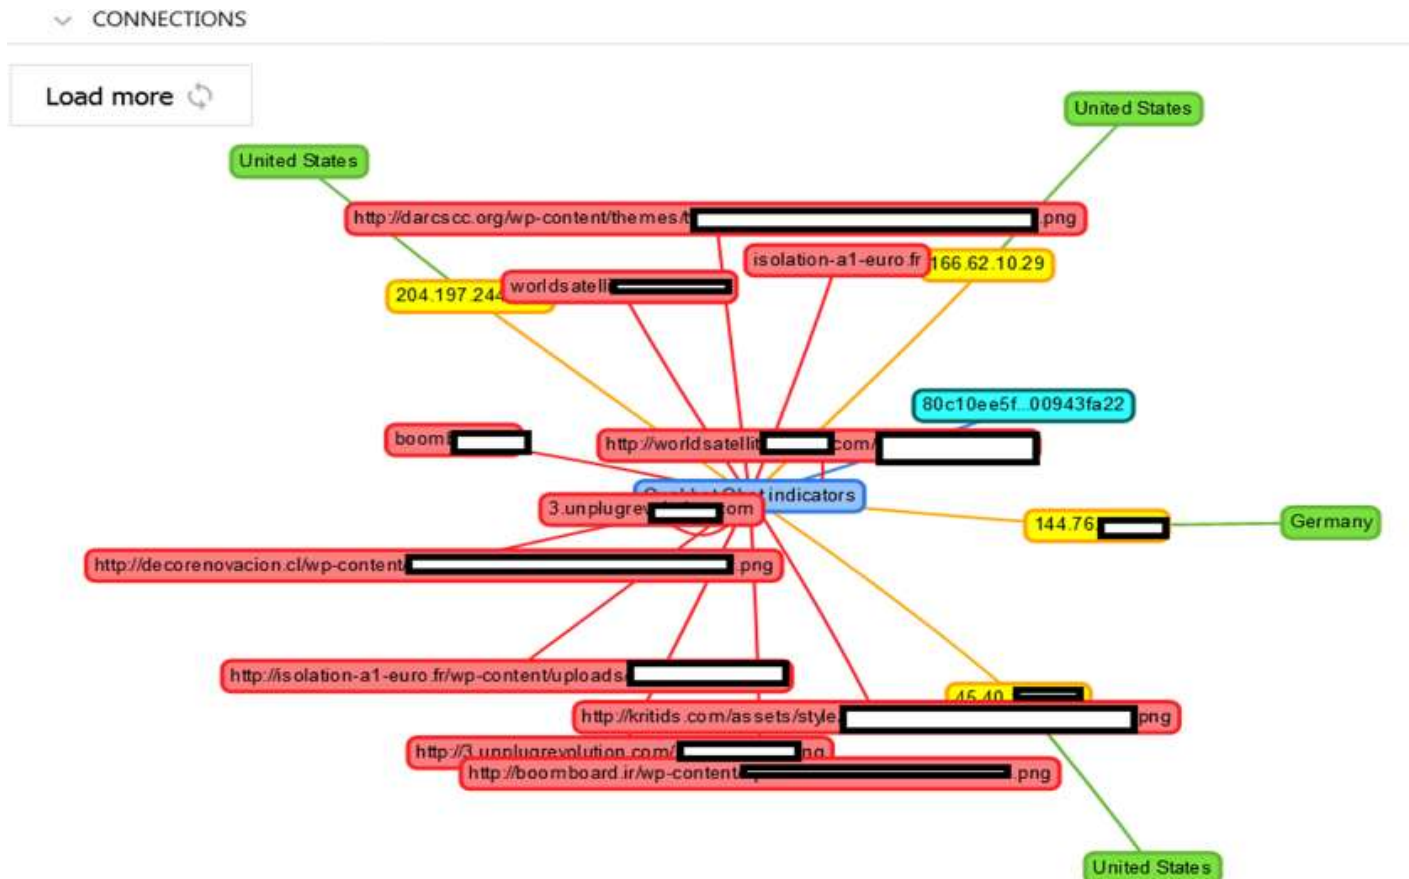 CONNECTIONS
Load more
United States
United States
http://darcscc.org/wp-content/themes/t .png
isolation-a1-euro.fr
166.62.10.29
worldsatelli
204.197.244
80c10ee5f...00943fa22
boom
http://worldsatellit .com/
indicators
3.unplugrev .com
144.76.
Germany
http://decorenovacion.cl/wp-content/ .png
http://isolation-a1-euro.fr/wp-content/uploads/
45.40.
http://kritids.com/assets/style. png
http://3.unplugrevolution.com/ ng
http://boomboard.ir/wp-content/ .png
United States